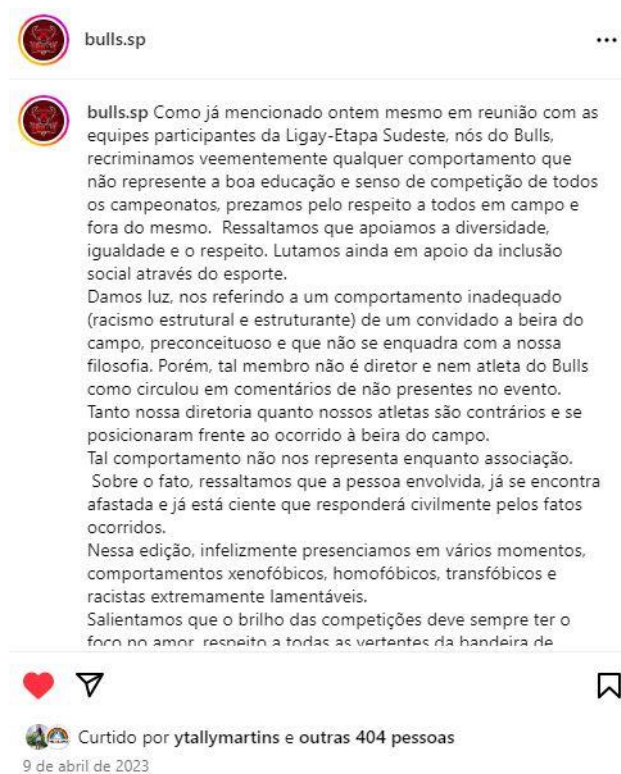 bulls.sp
bulls.sp Como já mencionado ontem mesmo em reunião com as
equipes participantes da Ligay-Etapa Sudeste, nós do Bulls,
recriminamos veementemente qualquer comportamento que
não represente a boa educação e senso de competição de todos
os campeonatos, prezamos pelo respeito a todos em campo e
fora do mesmo. Ressaltamos que apoiamos a diversidade,
igualdade e o respeito. Lutamos ainda em apoio da inclusão
social através do esporte.
Damos luz, nos referindo a um comportamento inadequado
(racismo estrutural e estruturante) de um convidado a beira do
campo, preconceituoso e que não se enquadra com a nossa
filosofia. Porém, tal membro não é diretor e nem atleta do Bulls
como circulou em comentários de não presentes no evento.
Tanto nossa diretoria quanto nossos atletas são contrários e se
posicionaram frente ao ocorrido à beira do campo.
Tal comportamento não nos representa enquanto associação.
Sobre o fato, ressaltamos que a pessoa envolvida, já se encontra
afastada e já está ciente que responderá civilmente pelos fatos
ocorridos.
Nessa edição, infelizmente presenciamos em vários momentos,
comportamentos xenofóbicos, homofóbicos, transfóbicos e
racistas extremamente lamentáveis.
Salientamos que o brilho das competições deve sempre ter o
foco no amor, respeito a todas as vertentes da bandeira de
Curtido por ytallymartins e outras 404 pessoas
9 de abril de 2023